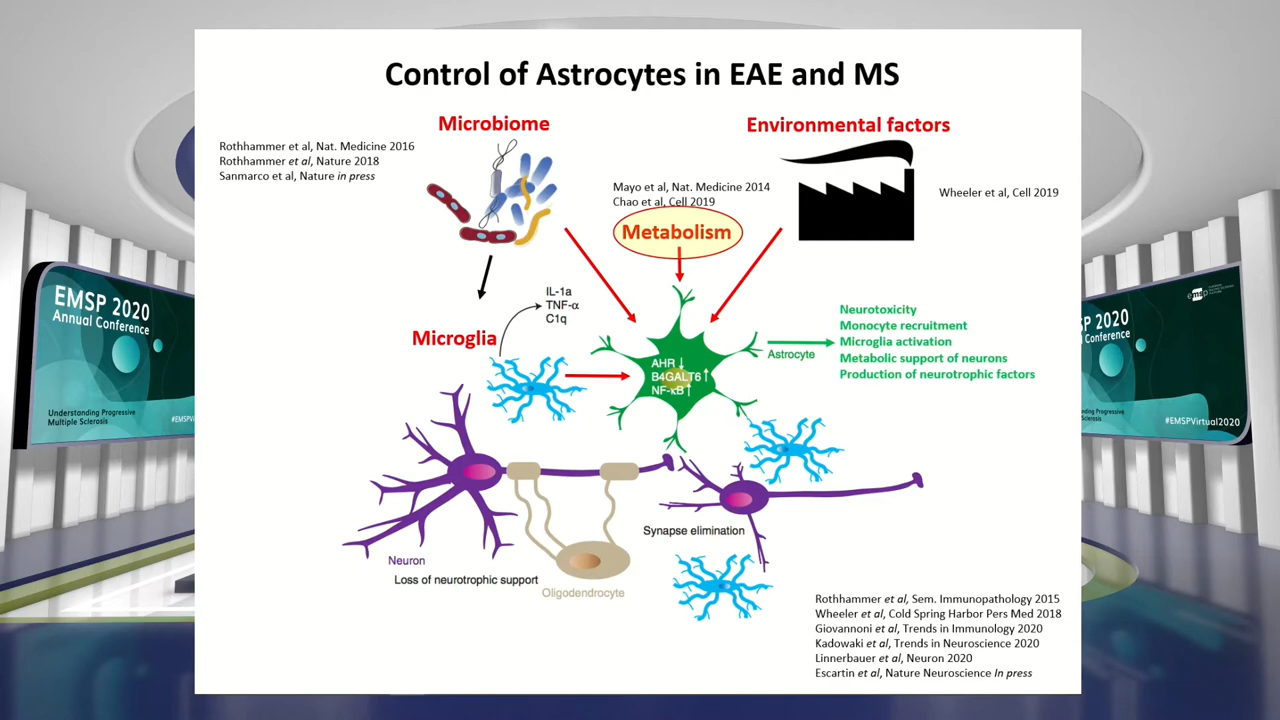 Control of Astrocytes in EAE and MS
Microbiome
Environmental factors
Rothhammer et al, Nat. Medicine 2016
Rothhammer et al, Nature 2018
Sanmarco et al, Nature in press
Mayo et al, Nat. Medicine 2014
Chao et al, Cell 2019
Wheeler et al, Cell 2019
Metabolism
IL-1a
TNF-α
C1q
Microglia
AHR ↓
B4GALT6 ↑
NF-κB ↑
Astrocyte
Neurotoxicity
Monocyte recruitment
Microglia activation
Metabolic support of neurons
Production of neurotrophic factors
Synapse elimination
Neuron
Loss of neurotrophic support
Oligodendrocyte
Rothhammer et al, Sem. Immunopathology 2015
Wheeler et al, Cold Spring Harbor Pers Med 2018
Giovannoni et al, Trends in Immunology 2020
Kadowaki et al, Trends in Neuroscience 2020
Linnerbauer et al, Neuron 2020
Escartin et al, Nature Neuroscience In press
EMSP 2020
Annual Conference
Understanding Progressive
Multiple Sclerosis
#EMSPVi
emsp
SP 2020
Conference
ding Progressive
Sclerosis
#EMSPVirtual2020